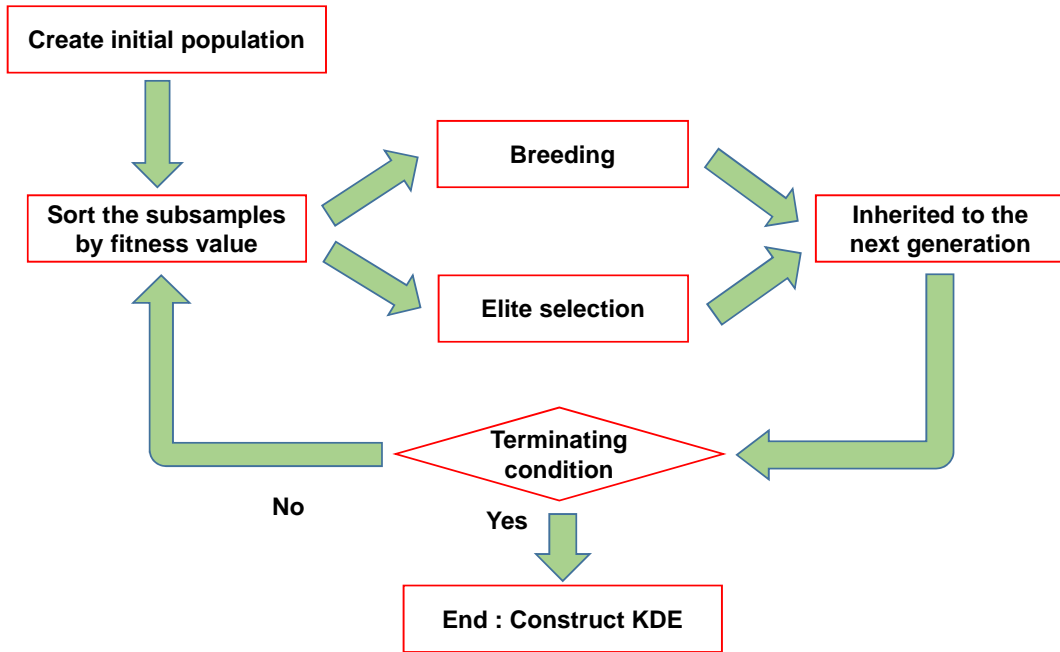 Create initial population
Sort the subsamples
by fitness value
Breeding
Elite selection
Inherited to the
next generation
Terminating
condition
No
Yes
End : Construct KDE